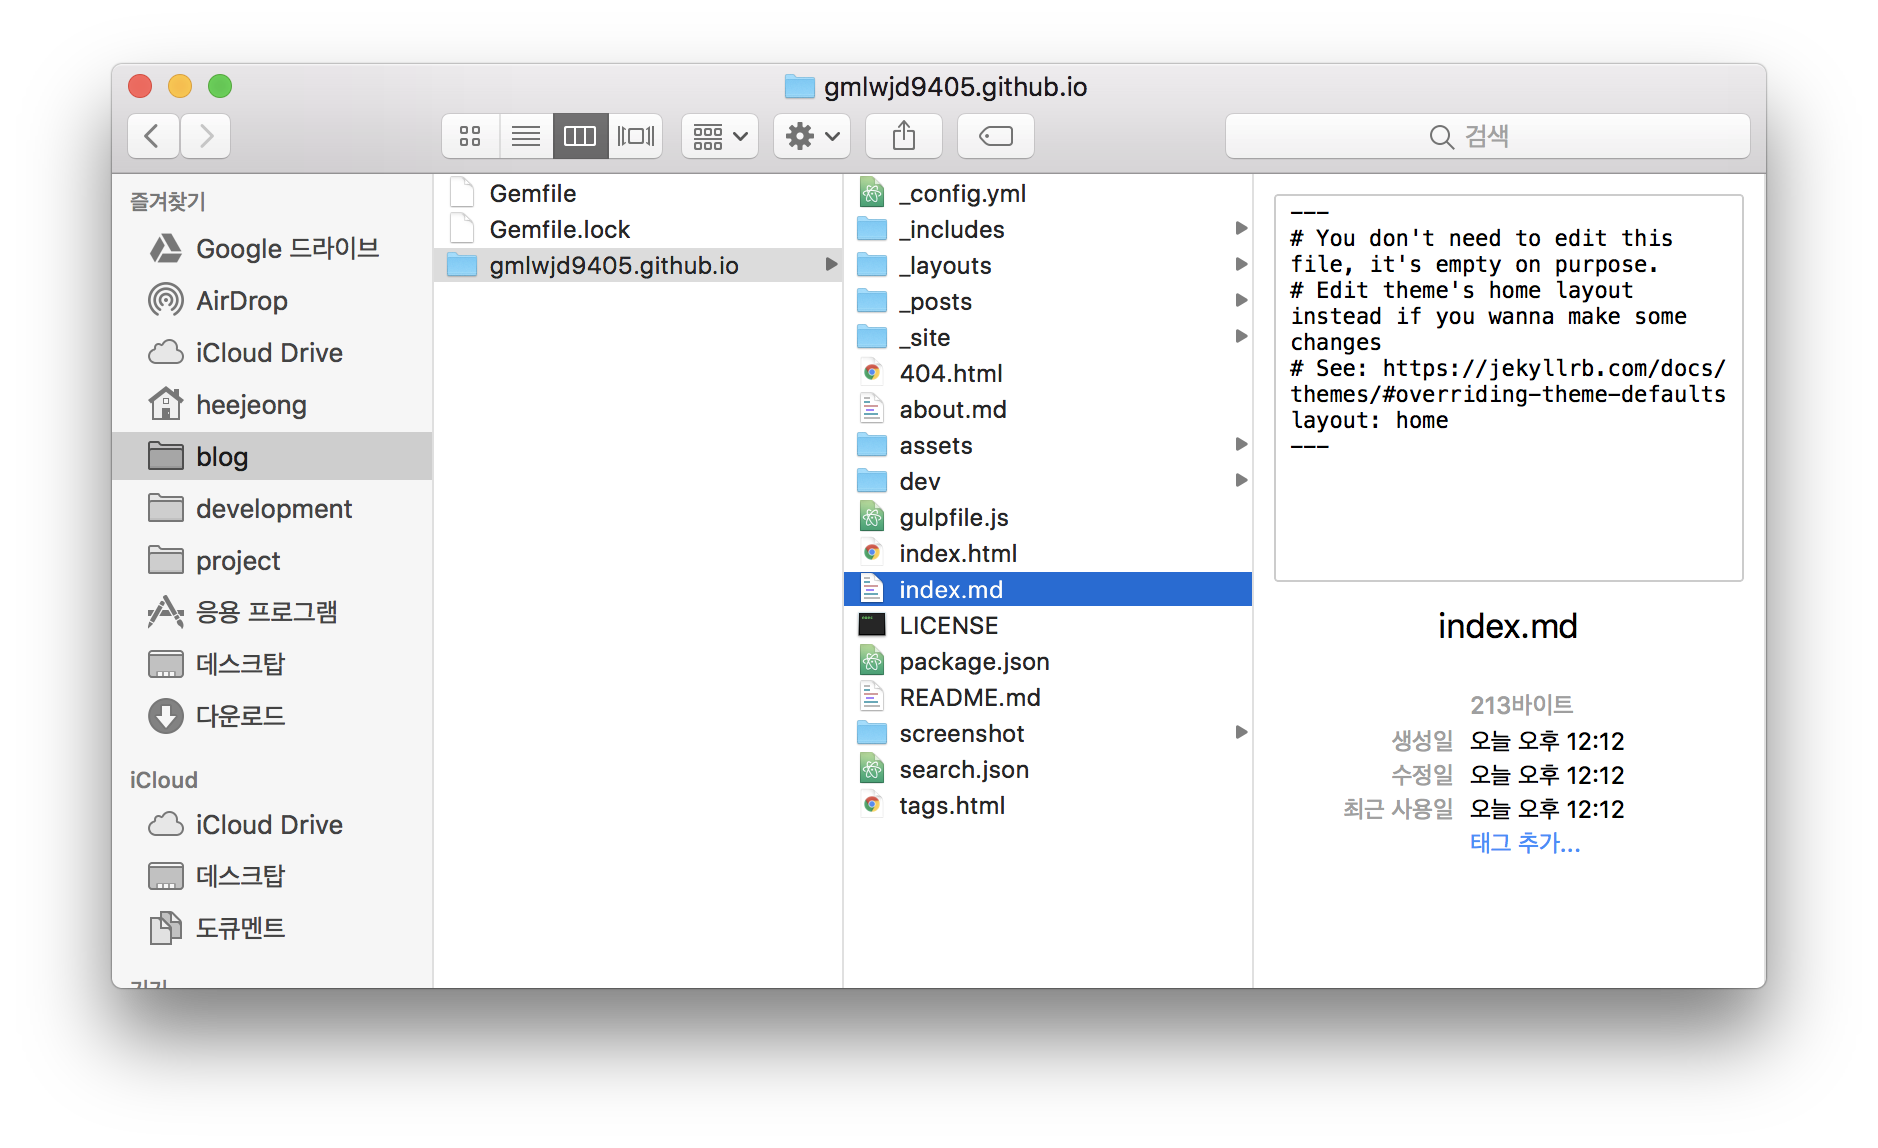 gmlwjd9405.github.io
검색
즐겨찾기
Google 드라이브
AirDrop
iCloud Drive
heejeong
blog
development
project
응용 프로그램
데스크탑
다운로드
iCloud
iCloud Drive
데스크탑
도큐멘트
Gemfile
Gemfile.lock
gmlwjd9405.github.io
_config.yml
_includes
_layouts
_posts
_site
404.html
about.md
assets
dev
gulpfile.js
index.html
index.md
LICENSE
package.json
README.md
screenshot
search.json
tags.html
---
# You don't need to edit this
file, it's empty on purpose.
# Edit theme's home layout
instead if you wanna make some
changes
# See: https://jekyllrb.com/docs/
themes/#overriding-theme-defaults
layout: home
---
index.md
213바이트
생성일 오늘 오후 12:12
수정일 오늘 오후 12:12
최근 사용일 오늘 오후 12:12
태그 추가...